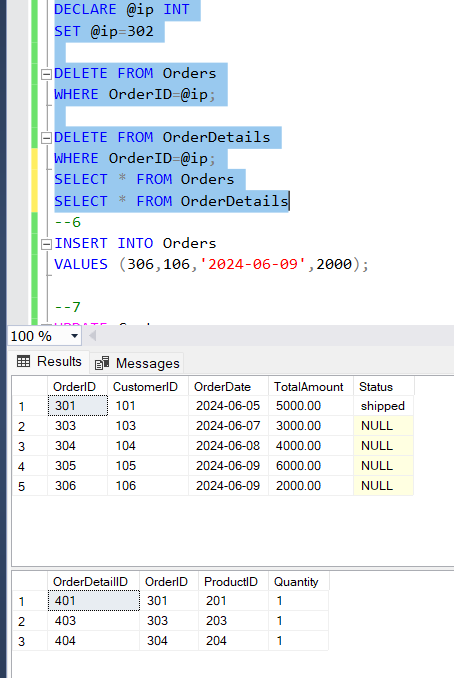 DECLARE @ip INT
SET @ip=302
DELETE FROM Orders
WHERE OrderID=@ip;
DELETE FROM OrderDetails
WHERE OrderID=@ip;
SELECT * FROM Orders
SELECT * FROM OrderDetails
--6
INSERT INTO Orders
VALUES (306,106,'2024-06-09',2000);
--7
100 %
Results Messages
OrderID CustomerID OrderDate TotalAmount Status
1 301 101 2024-06-05 5000.00 shipped
2 303 103 2024-06-07 3000.00 NULL
3 304 104 2024-06-08 4000.00 NULL
4 305 105 2024-06-09 6000.00 NULL
5 306 106 2024-06-09 2000.00 NULL
OrderDetailID OrderID ProductID Quantity
1 401 301 201 1
2 403 303 203 1
3 404 304 204 1